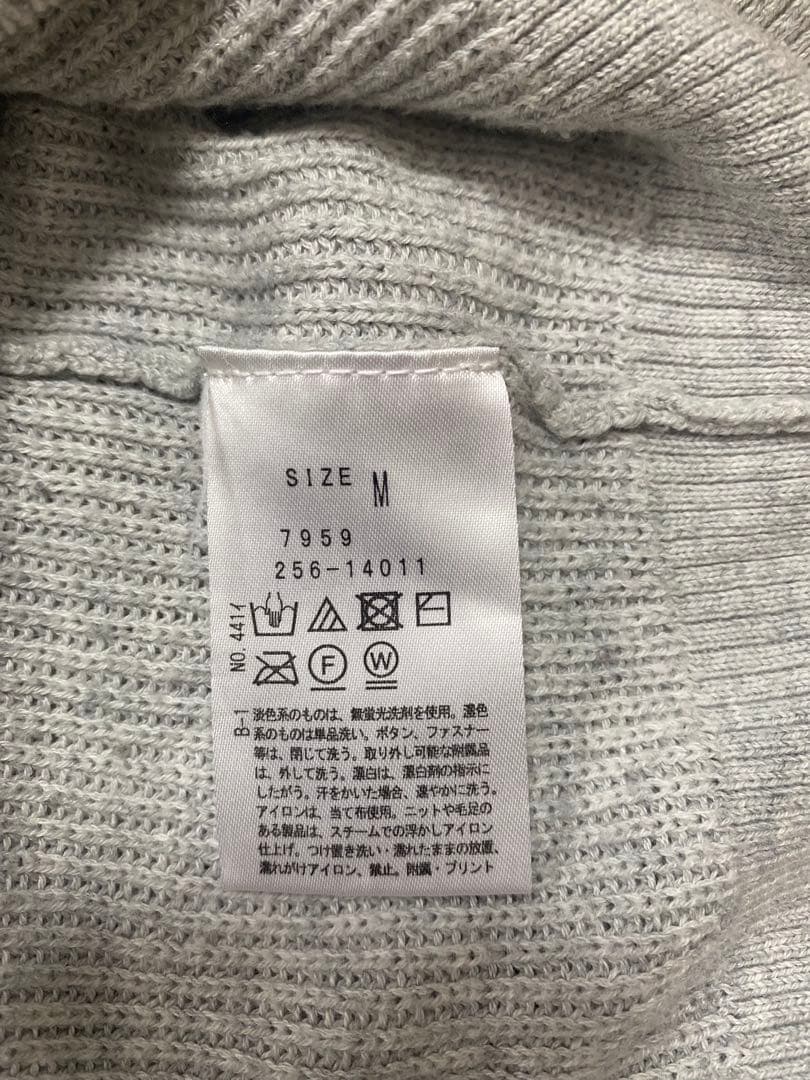 SIZE M
7959
256-14011
NO. 441イ
F W
B-1
淡色系のものは、無蛍光洗剤を使用。濃色
系のものは単品洗い。ボタン、ファスナー
等は、閉じて洗う。取り外し可能な附属品
は、外して洗う。漂白は、漂白剤の指示に
したがう。汗をかいた場合、速やかに洗う。
アイロンは、当て布使用。ニットや毛足の
ある製品は、スチームでの浮かしアイロン
仕上げ。つけ置き洗い・濡れたままの放置、
濡れがけアイロン、禁止。附属・プリント